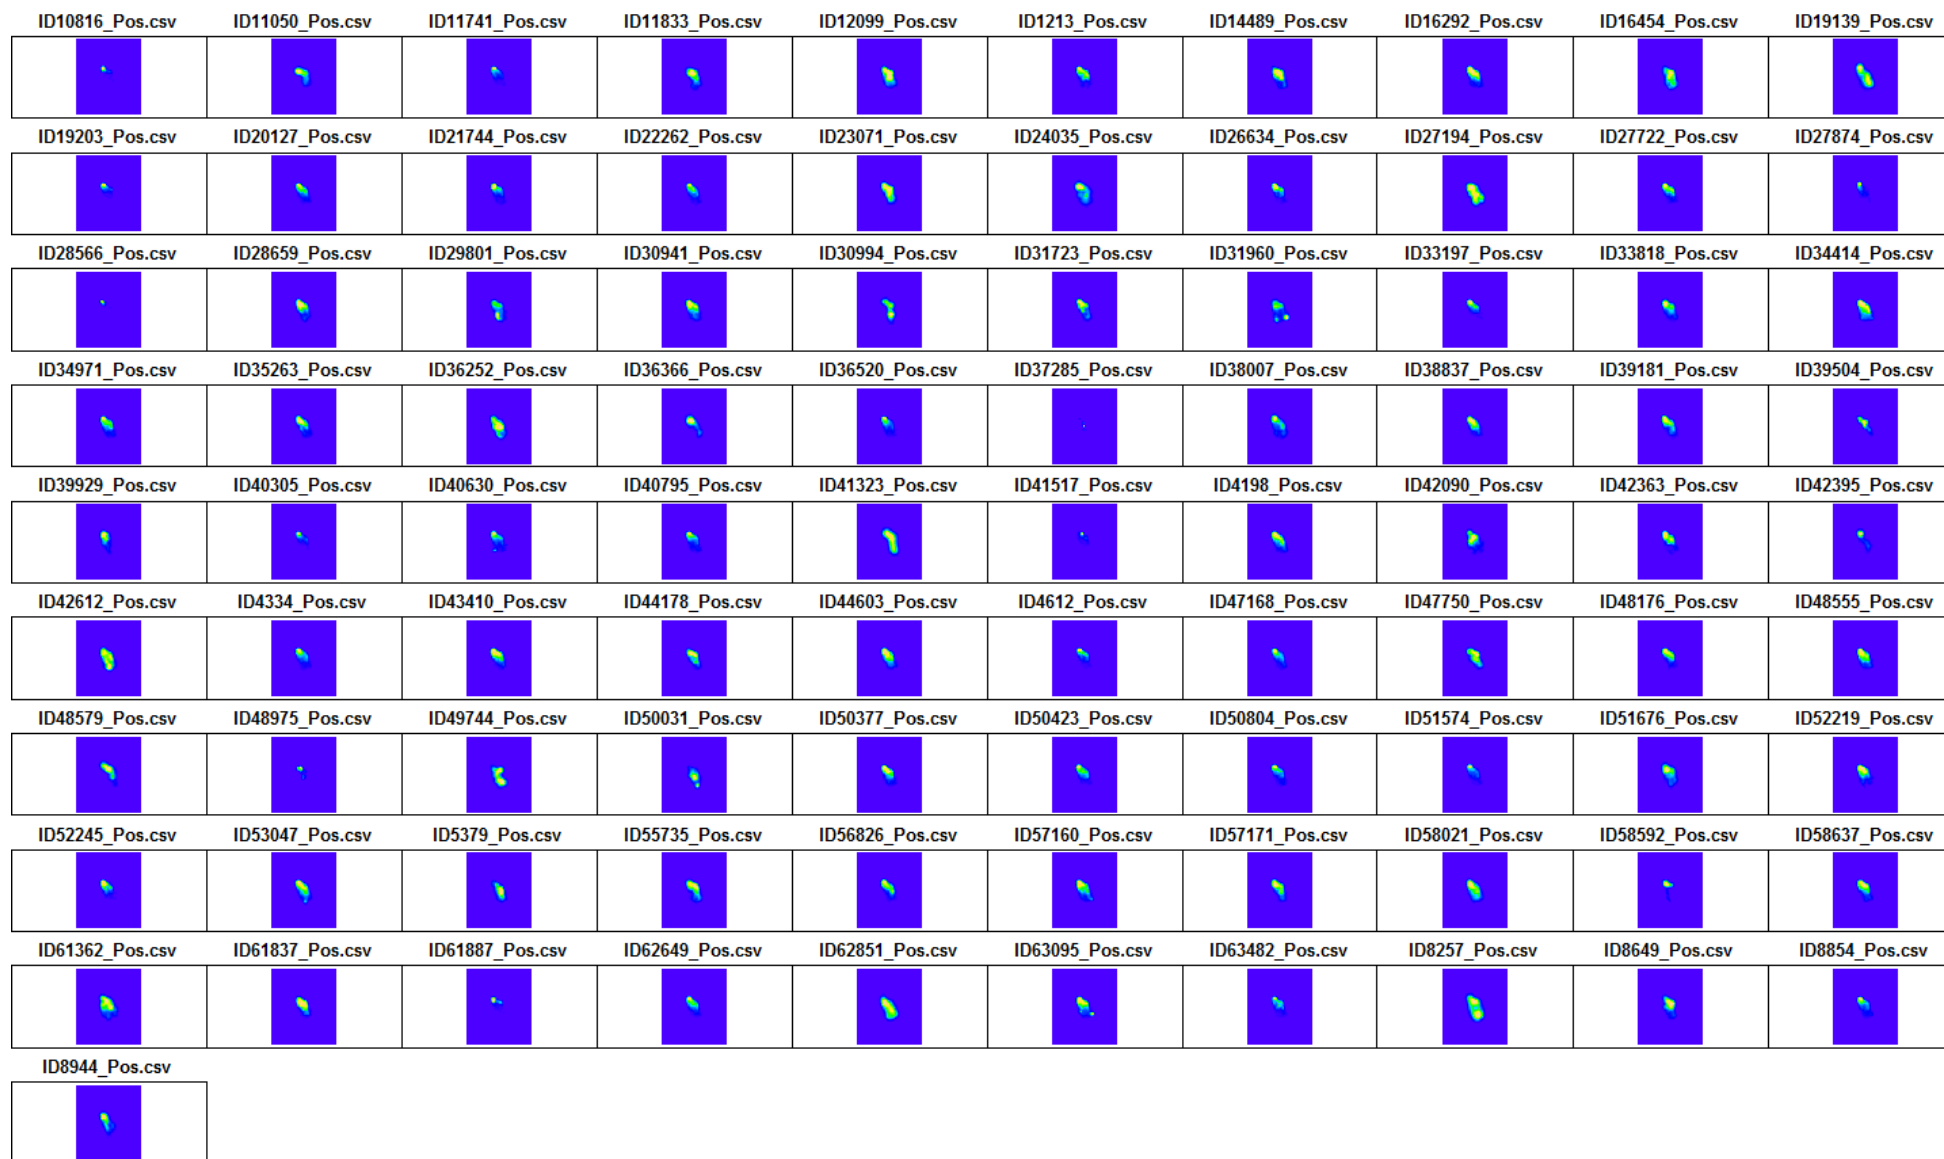 ID10816_Pos.csv ID11050_Pos.csv ID11741_Pos.csv ID11833_Pos.csv ID12099_Pos.csv ID1213_Pos.csv ID14489_Pos.csv ID16292_Pos.csv ID16454_Pos.csv ID19139_Pos.csv
ID19203_Pos.csv ID20127_Pos.csv ID21744_Pos.csv ID22262_Pos.csv ID23071_Pos.csv ID24035_Pos.csv ID26634_Pos.csv ID27194_Pos.csv ID27722_Pos.csv ID27874_Pos.csv
ID28566_Pos.csv ID28659_Pos.csv ID29801_Pos.csv ID30941_Pos.csv ID30994_Pos.csv ID31723_Pos.csv ID31960_Pos.csv ID33197_Pos.csv ID33818_Pos.csv ID34414_Pos.csv
ID34971_Pos.csv ID35263_Pos.csv ID36252_Pos.csv ID36366_Pos.csv ID36520_Pos.csv ID37285_Pos.csv ID38007_Pos.csv ID38837_Pos.csv ID39181_Pos.csv ID39504_Pos.csv
ID39929_Pos.csv ID40305_Pos.csv ID40630_Pos.csv ID40795_Pos.csv ID41323_Pos.csv ID41517_Pos.csv ID4198_Pos.csv ID42090_Pos.csv ID42363_Pos.csv ID42395_Pos.csv
ID42612_Pos.csv ID4334_Pos.csv ID43410_Pos.csv ID44178_Pos.csv ID44603_Pos.csv ID4612_Pos.csv ID47168_Pos.csv ID47750_Pos.csv ID48176_Pos.csv ID48555_Pos.csv
ID48579_Pos.csv ID48975_Pos.csv ID49744_Pos.csv ID50031_Pos.csv ID50377_Pos.csv ID50423_Pos.csv ID50804_Pos.csv ID51574_Pos.csv ID51676_Pos.csv ID52219_Pos.csv
ID52245_Pos.csv ID53047_Pos.csv ID5379_Pos.csv ID55735_Pos.csv ID56826_Pos.csv ID57160_Pos.csv ID57171_Pos.csv ID58021_Pos.csv ID58592_Pos.csv ID58637_Pos.csv
ID61362_Pos.csv ID61837_Pos.csv ID61887_Pos.csv ID62649_Pos.csv ID62851_Pos.csv ID63095_Pos.csv ID63482_Pos.csv ID8257_Pos.csv ID8649_Pos.csv ID8854_Pos.csv
ID8944_Pos.csv